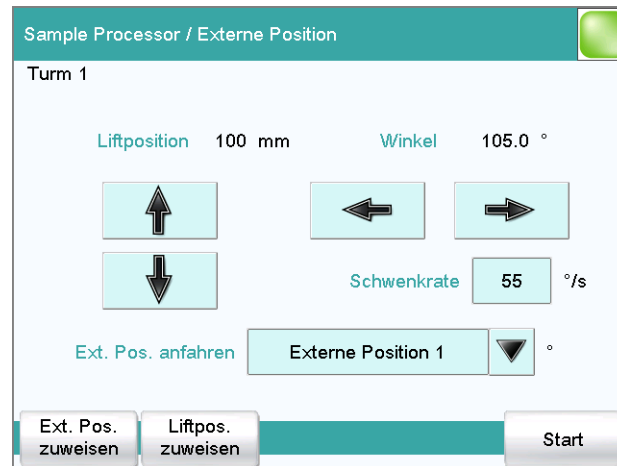 Sample Processor / Externe Position
Turm 1
Liftposition 100 mm Winkel 105.0 °
Schwenkrate 55 °/s
Ext. Pos. anfahren Externe Position 1 °
Ext. Pos. zuweisen
Liftpos. zuweisen
Start